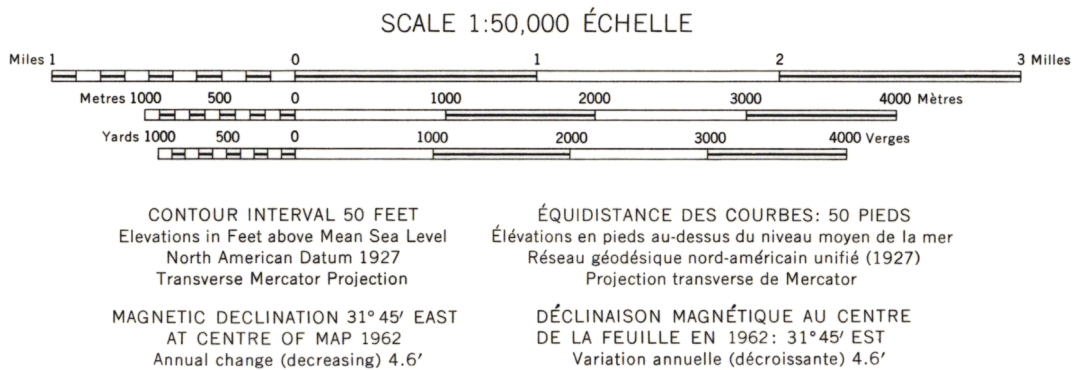 SCALE 1:50,000 ÉCHELLE
Miles 1 0 1 2 3 Milles
Metres 1000 500 0 1000 2000 3000 4000 Mètres
Yards 1000 500 0 1000 2000 3000 4000 Verges
CONTOUR INTERVAL 50 FEET
Elevations in Feet above Mean Sea Level
North American Datum 1927
Transverse Mercator Projection
ÉQUIDISTANCE DES COURBES: 50 PIEDS
Élévations en pieds au-dessus du niveau moyen de la mer
Réseau géodésique nord-américain unifié (1927)
Projection transverse de Mercator
MAGNETIC DECLINATION 31°45′ EAST
AT CENTRE OF MAP 1962
Annual change (decreasing) 4.6′
DÉCLINAISON MAGNÉTIQUE AU CENTRE
DE LA FEUILLE EN 1962: 31°45′ EST
Variation annuelle (décroissante) 4.6′